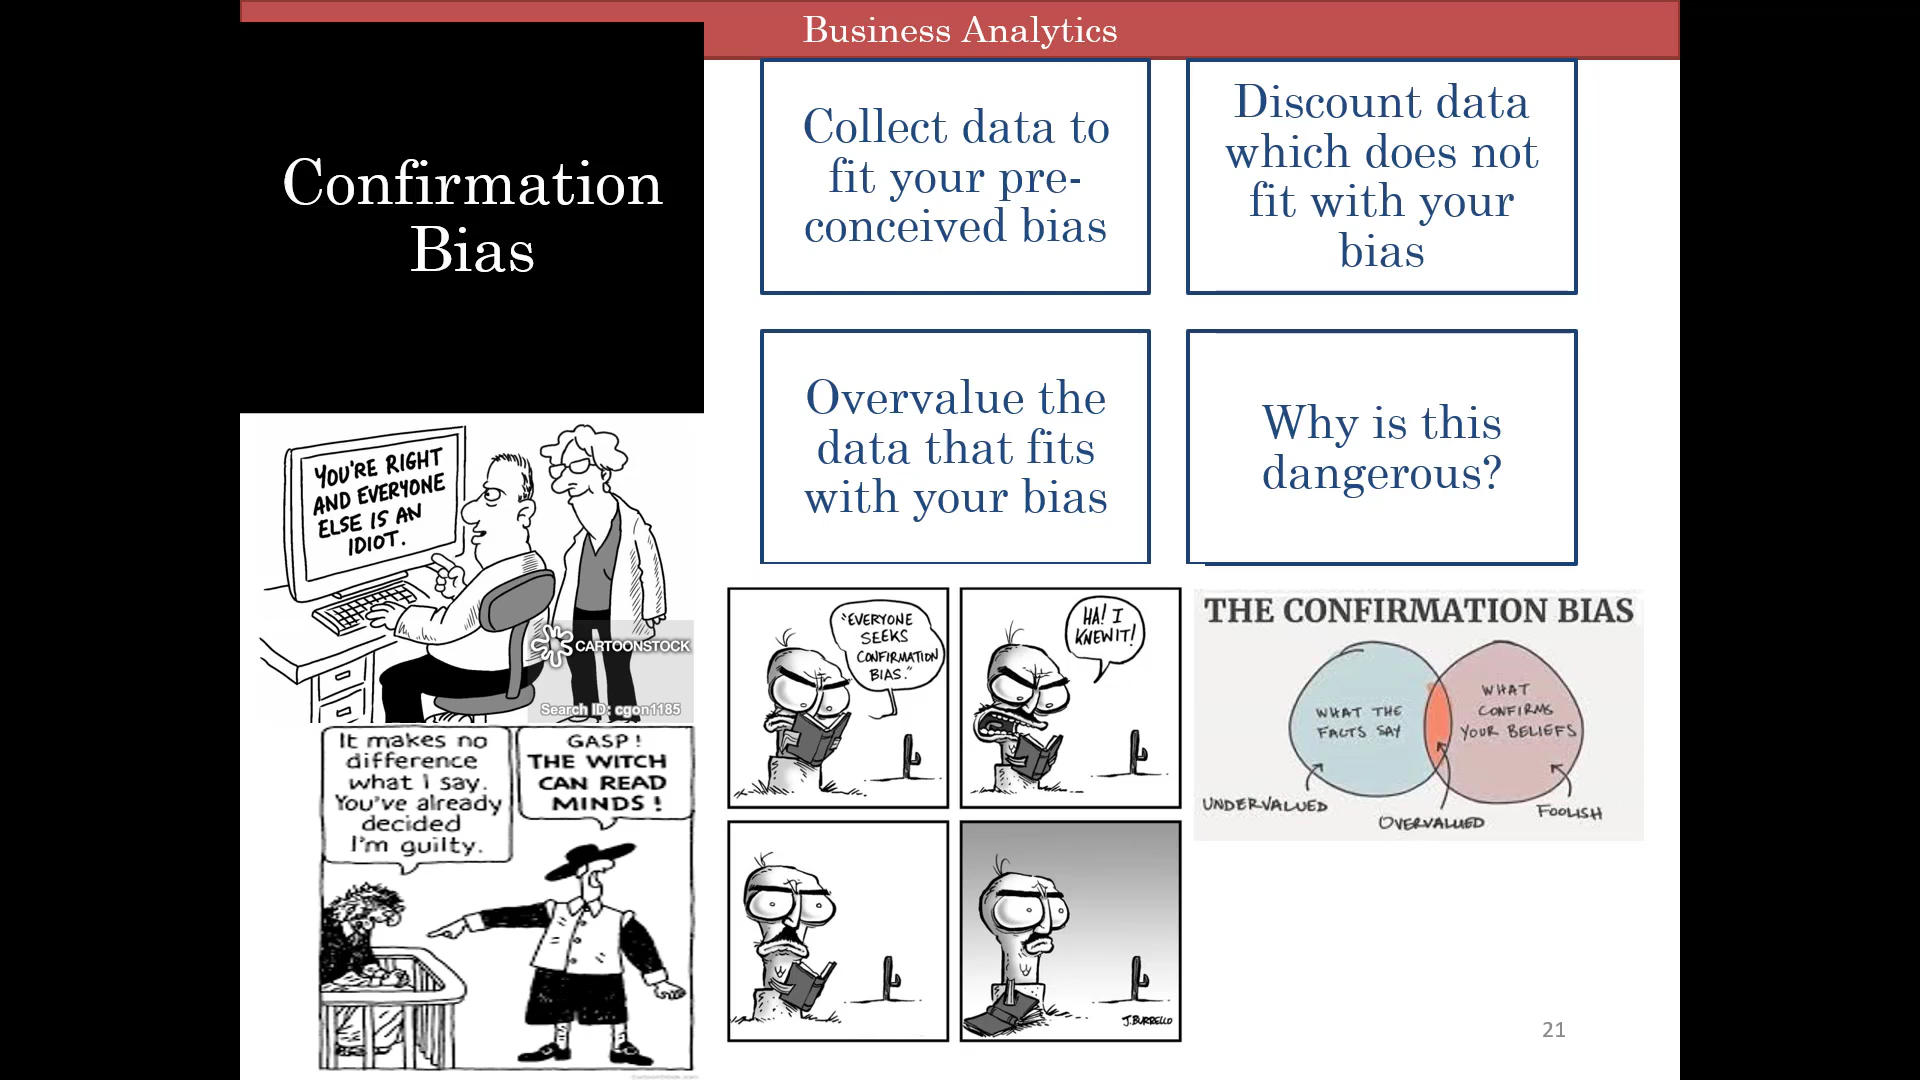 Business Analytics
Confirmation
Bias
Collect data to
fit your pre-
conceived bias
Discount data
which does not
fit with your
bias
Overvalue the
data that fits
with your bias
Why is this
dangerous?
YOU'RE RIGHT
AND EVERYONE
ELSE IS AN
IDIOT.
CARTOONSTOCK
Search ID: cgon1185
It makes no
difference
what I say.
You've already
decided
I'm guilty.
GASP!
THE WITCH
CAN READ
MINDS!
"EVERYONE
SEEKS
CONFIRMATION
BIAS."
HA! I
KNEW IT!
J.BURRELLO
THE CONFIRMATION BIAS
WHAT THE
FACTS SAY
WHAT
CONFIRMS
YOUR BELIEFS
UNDERVALUED
OVERVALUED
FOOLISH
21